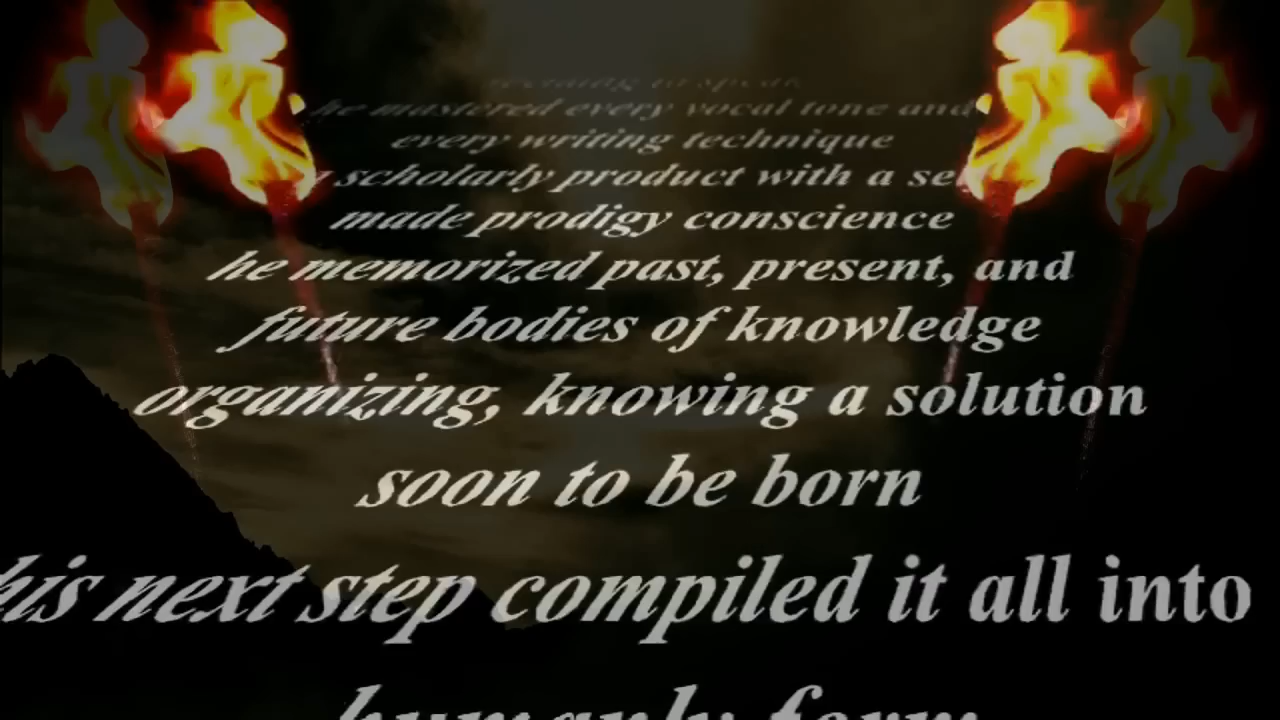 he mastered every vocal tone and
every writing technique
scholarly product with a
made prodigy conscience
he memorized past, present, and
future bodies of knowledge
organizing, knowing a solution
soon to be born
his next step compiled it all into
humanly form